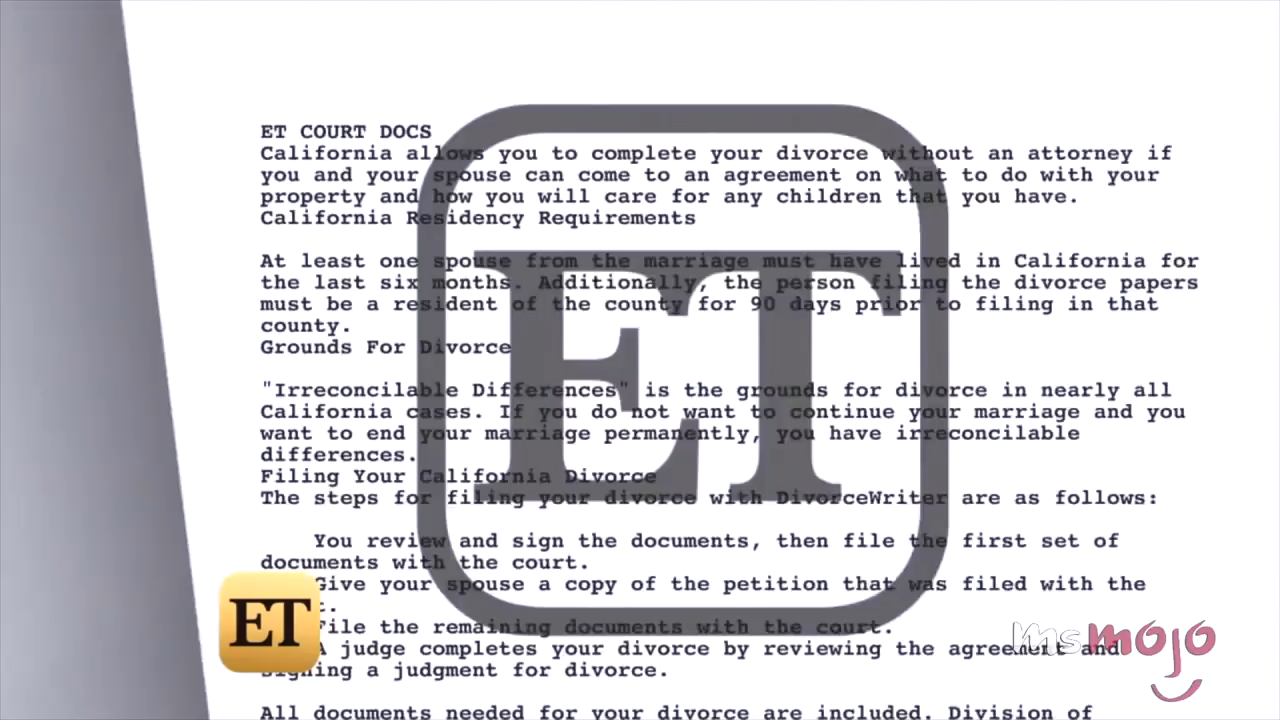 ET COURT DOCS
California allows you to complete your divorce without an attorney if
you and your spouse can come to an agreement on what to do with your
property and how you will care for any children that you have.
California Residency Requirements
At least one spouse from the marriage must have lived in California for
the last six months. Additionally, the person filing the divorce papers
must be a resident of the county for 90 days prior to filing in that
county.
Grounds For Divorce
"Irreconcilable Differences" is the grounds for divorce in nearly all
California cases. If you do not want to continue your marriage and you
want to end your marriage permanently, you have irreconcilable
differences.
Filing Your California Divorce
The steps for filing your divorce with DivorceWriter are as follows:
You review and sign the documents, then file the first set of
documents with the court.
Give your spouse a copy of the petition that was filed with the
t.
File the remaining documents with the court.
A judge completes your divorce by reviewing the agreement and
signing a judgment for divorce.
All documents needed for your divorce are included. Division of
ET
ET
msmojo